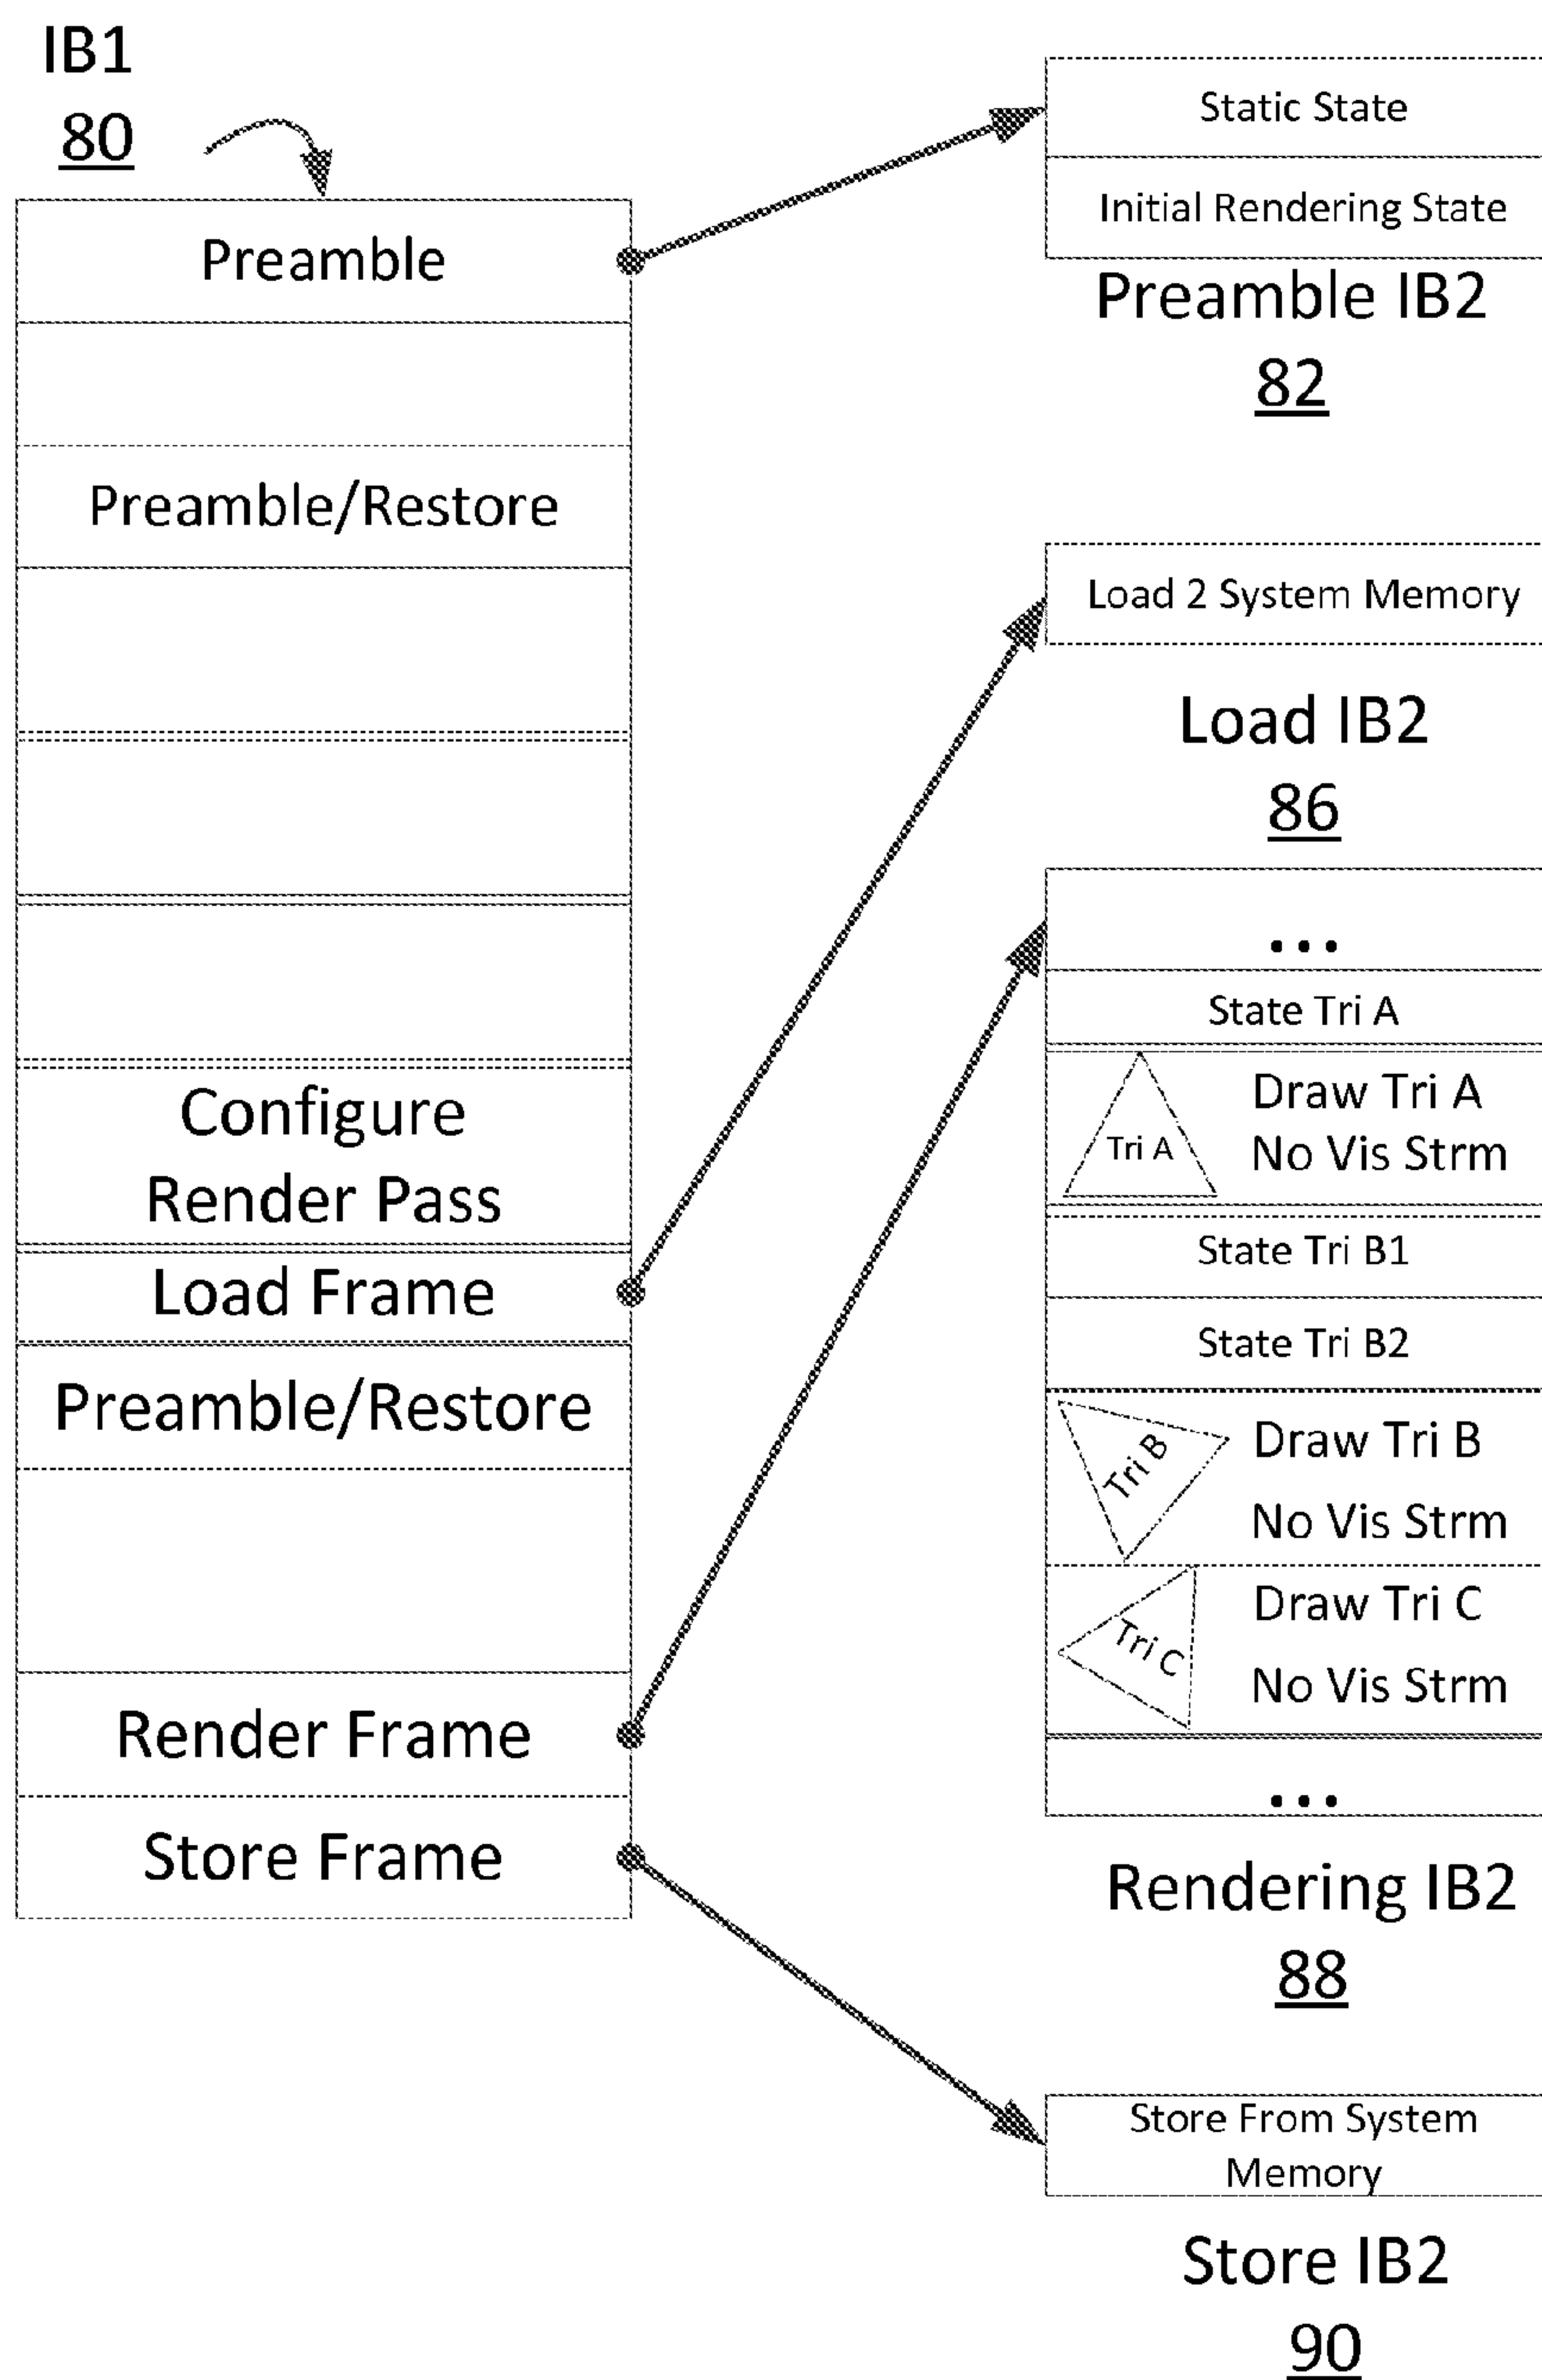 IB1
80
Preamble
Preamble/Restore
Configure
Render Pass
Load Frame
Preamble/Restore
Render Frame
Store Frame
Static State
Initial Rendering State
Preamble IB2
82
Load 2 System Memory
Load IB2
86
...
State Tri A
Tri A
Draw Tri A
No Vis Strm
State Tri B1
State Tri B2
Tri B
Draw Tri B
No Vis Strm
Tri C
Draw Tri C
No Vis Strm
...
Rendering IB2
88
Store From System
Memory
Store IB2
90